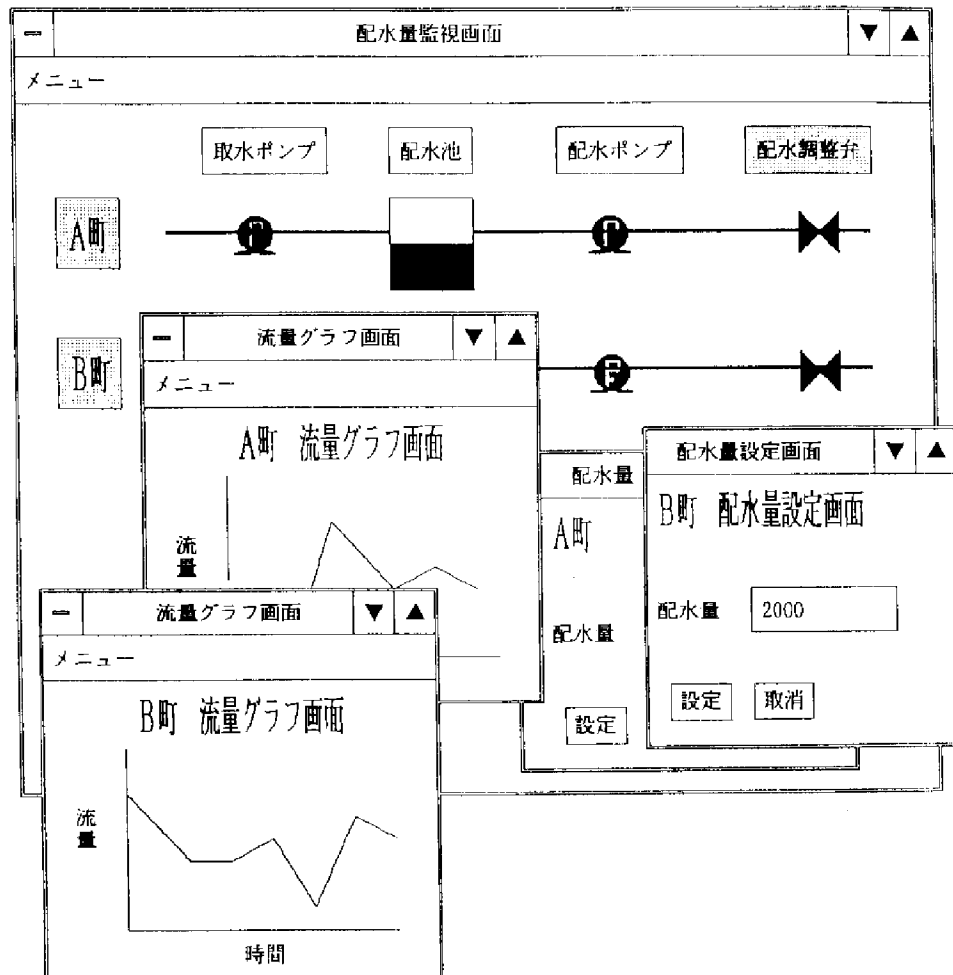 配水量監視画面
メニュー
取水ポンプ
配水池
配水ポンプ
配水調整弁
A町
B町
流量グラフ画面
メニュー
A町 流量グラフ画面
流量
配水量
A町
配水量
設定
配水量設定画面
B町 配水量設定画面
配水量 2000
設定 取消
流量グラフ画面
メニュー
B町 流量グラフ画面
流量
時間